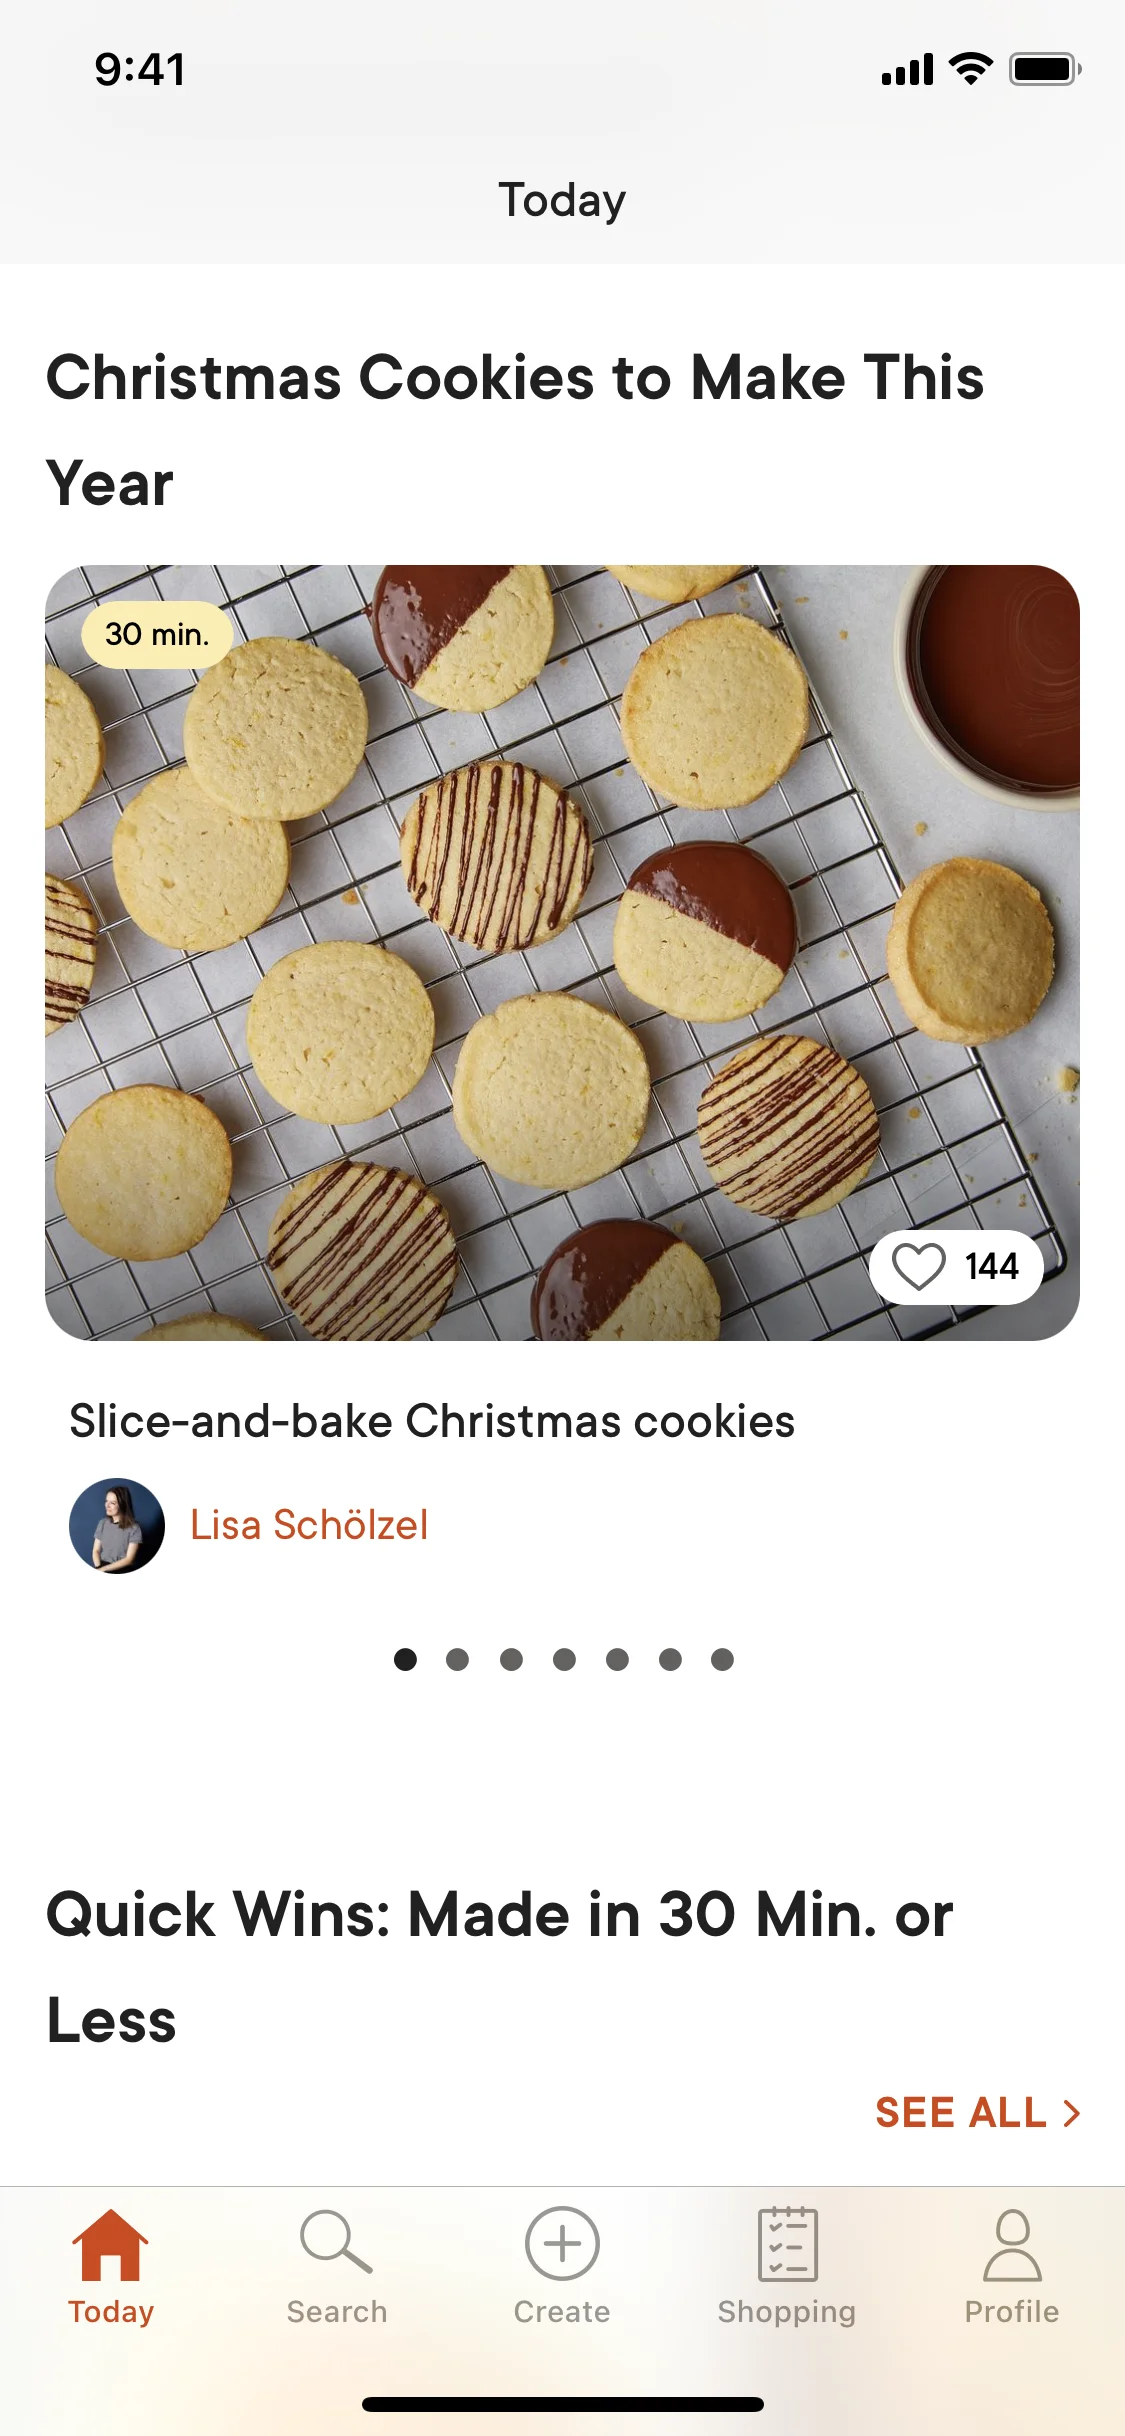 9:41
Today
Christmas Cookies to Make This
Year
30 min.
144
Slice-and-bake Christmas cookies
Lisa Schölzel
Quick Wins: Made in 30 Min. or
Less
SEE ALL
Today
Search
Create
Shopping
Profile